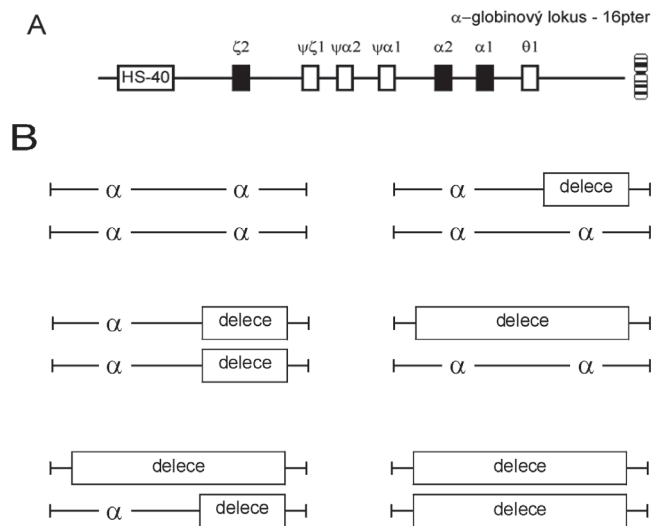 A
α–globinový lokus - 16pter
ζ2 ψζ1 ψα2 ψα1 α2 α1 θ1
HS-40
B
α α
α α
α delece
α α
α delece
α delece
delece
α α
delece
α delece
delece
delece